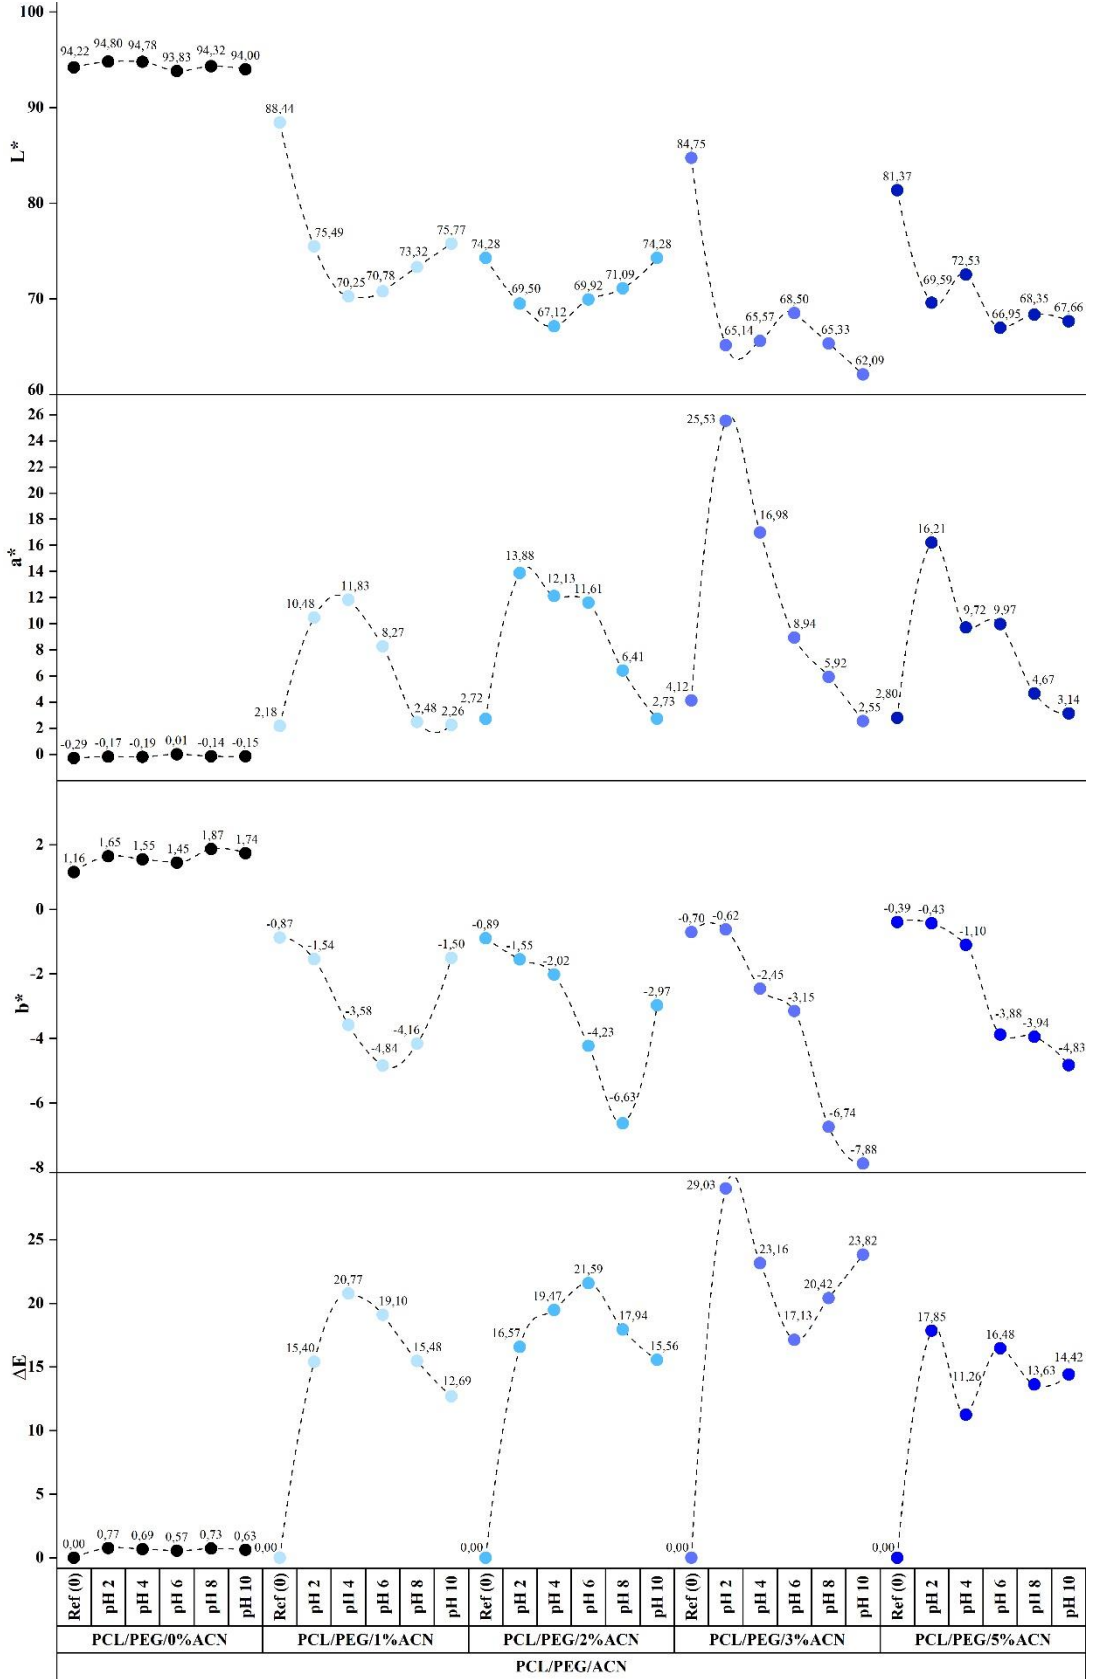 100
94,22 94,80 94,78 93,83 94,32 94,00
90
88,44
84,75
81,37
L*
80
75,49 70,25 70,78 73,32 75,77
74,28 69,50 67,12 69,92 71,09 74,28
65,14 65,57 68,50 65,33 62,09
69,59 72,53 66,95 68,35 67,66
70
60
26
24
22
20
18
16
14
12
10
8
6
4
2
0
a*
-0,29 -0,17 -0,19 0,01 -0,14 -0,15
2,18 10,48 11,83 8,27 2,48 2,26
2,72 13,88 12,13 11,61 6,41 2,73
4,12 25,53 16,98 8,94 5,92 2,55
2,80 16,21 9,72 9,97 4,67 3,14
2
0
-2
-4
-6
-8
b*
1,16 1,65 1,55 1,45 1,87 1,74
-0,87 -1,54 -3,58 -4,84 -4,16 -1,50
-0,89 -1,55 -2,02 -4,23 -6,63 -2,97
-0,70 -0,62 -2,45 -3,15 -6,74 -7,88
-0,39 -0,43 -1,10 -3,88 -3,94 -4,83
25
20
15
10
5
0
ΔE
0,00 0,77 0,69 0,57 0,73 0,63
0,00 15,40 20,77 19,10 15,48 12,69
0,00 16,57 19,47 21,59 17,94 15,56
0,00 29,03 23,16 17,13 20,42 23,82
0,00 17,85 11,26 16,48 13,63 14,42
Ref (0) pH 2 pH 4 pH 6 pH 8 pH 10 Ref (0) pH 2 pH 4 pH 6 pH 8 pH 10 Ref (0) pH 2 pH 4 pH 6 pH 8 pH 10 Ref (0) pH 2 pH 4 pH 6 pH 8 pH 10 Ref (0) pH 2 pH 4 pH 6 pH 8 pH 10
PCL/PEG/0%ACN PCL/PEG/1%ACN PCL/PEG/2%ACN PCL/PEG/3%ACN PCL/PEG/5%ACN
PCL/PEG/ACN